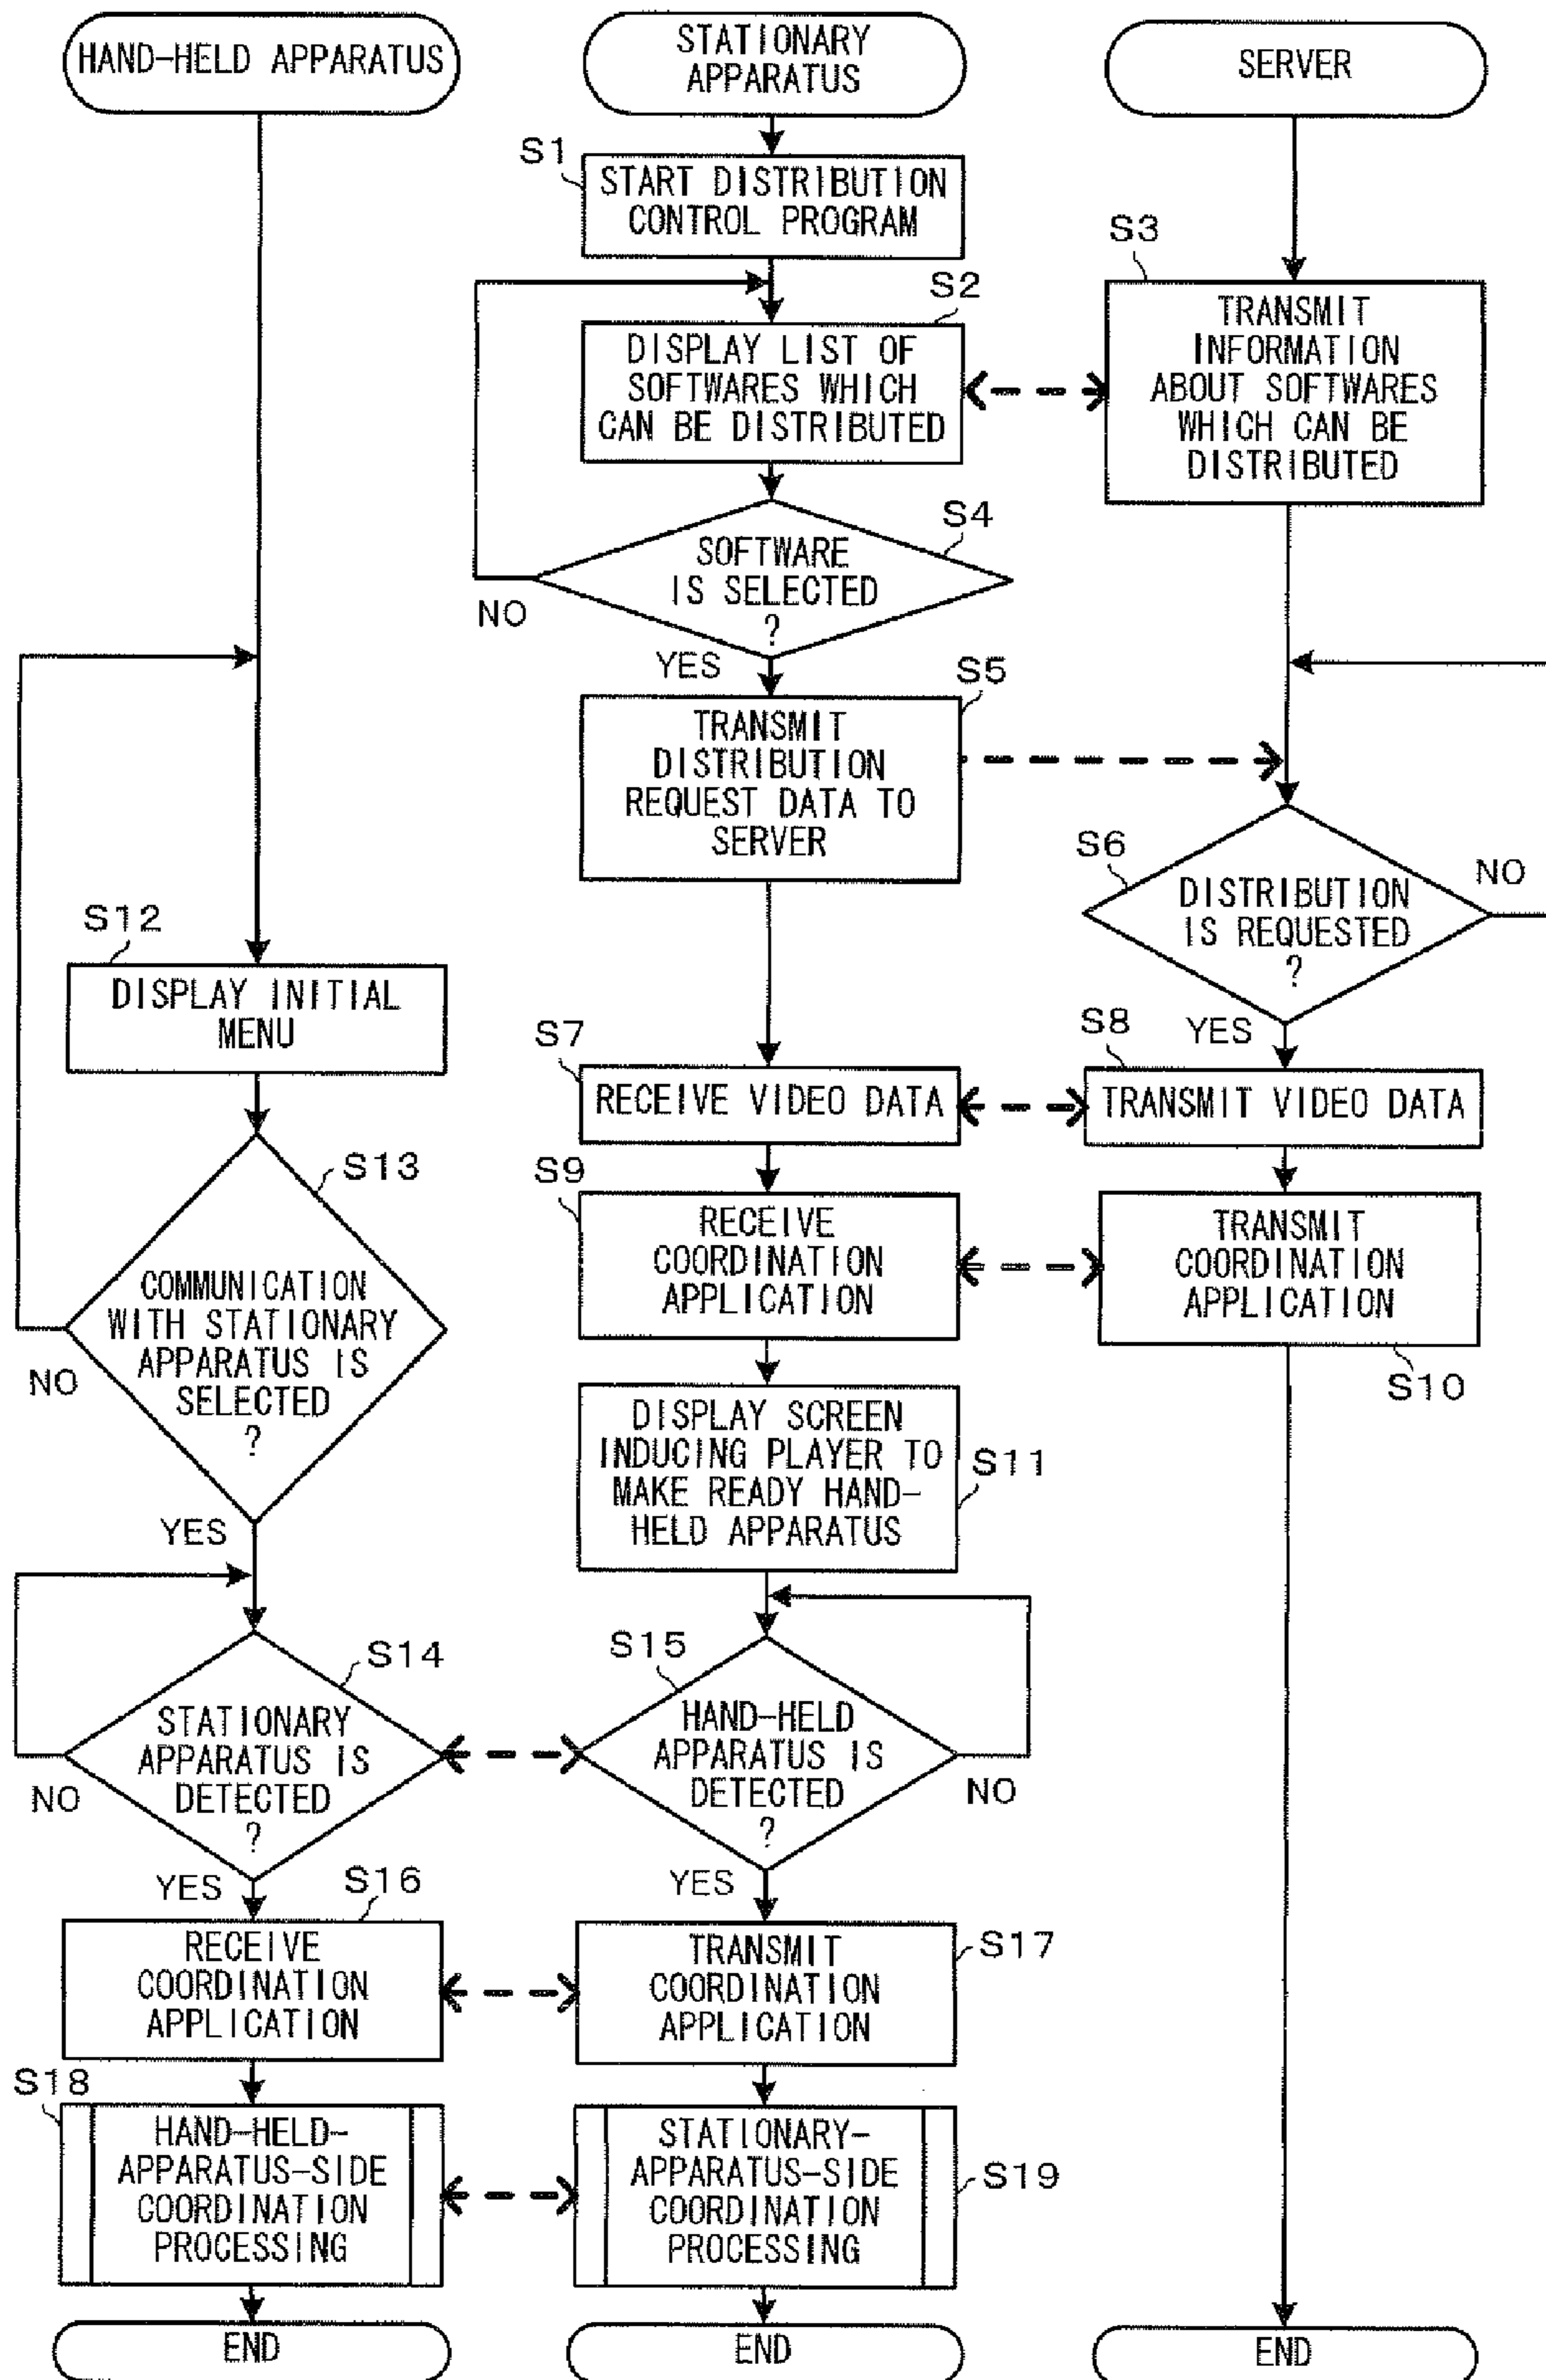 HAND-HELD APPARATUS
STATIONARY
APPARATUS
SERVER
S1
START DISTRIBUTION
CONTROL PROGRAM
S2
DISPLAY LIST OF
SOFTWARES WHICH
CAN BE DISTRIBUTED
S3
TRANSMIT
INFORMATION
ABOUT SOFTWARES
WHICH CAN BE
DISTRIBUTED
S4
SOFTWARE
IS SELECTED
?
NO
YES
S5
TRANSMIT
DISTRIBUTION
REQUEST DATA TO
SERVER
S6
DISTRIBUTION
IS REQUESTED
?
NO
YES
S12
DISPLAY INITIAL
MENU
S7
RECEIVE VIDEO DATA
S8
TRANSMIT VIDEO DATA
S13
COMMUNICATION
WITH STATIONARY
APPARATUS IS
SELECTED
?
NO
YES
S9
RECEIVE
COORDINATION
APPLICATION
TRANSMIT
COORDINATION
APPLICATION
S10
DISPLAY SCREEN
INDUCING PLAYER TO
MAKE READY HAND-
HELD APPARATUS
S11
S14
STATIONARY
APPARATUS IS
DETECTED
?
NO
YES
S15
HAND-HELD
APPARATUS IS
DETECTED
?
NO
YES
S16
RECEIVE
COORDINATION
APPLICATION
TRANSMIT
COORDINATION
APPLICATION
S17
S18
HAND-HELD-
APPARATUS-SIDE
COORDINATION
PROCESSING
STATIONARY-
APPARATUS-SIDE
COORDINATION
PROCESSING
S19
END
END
END